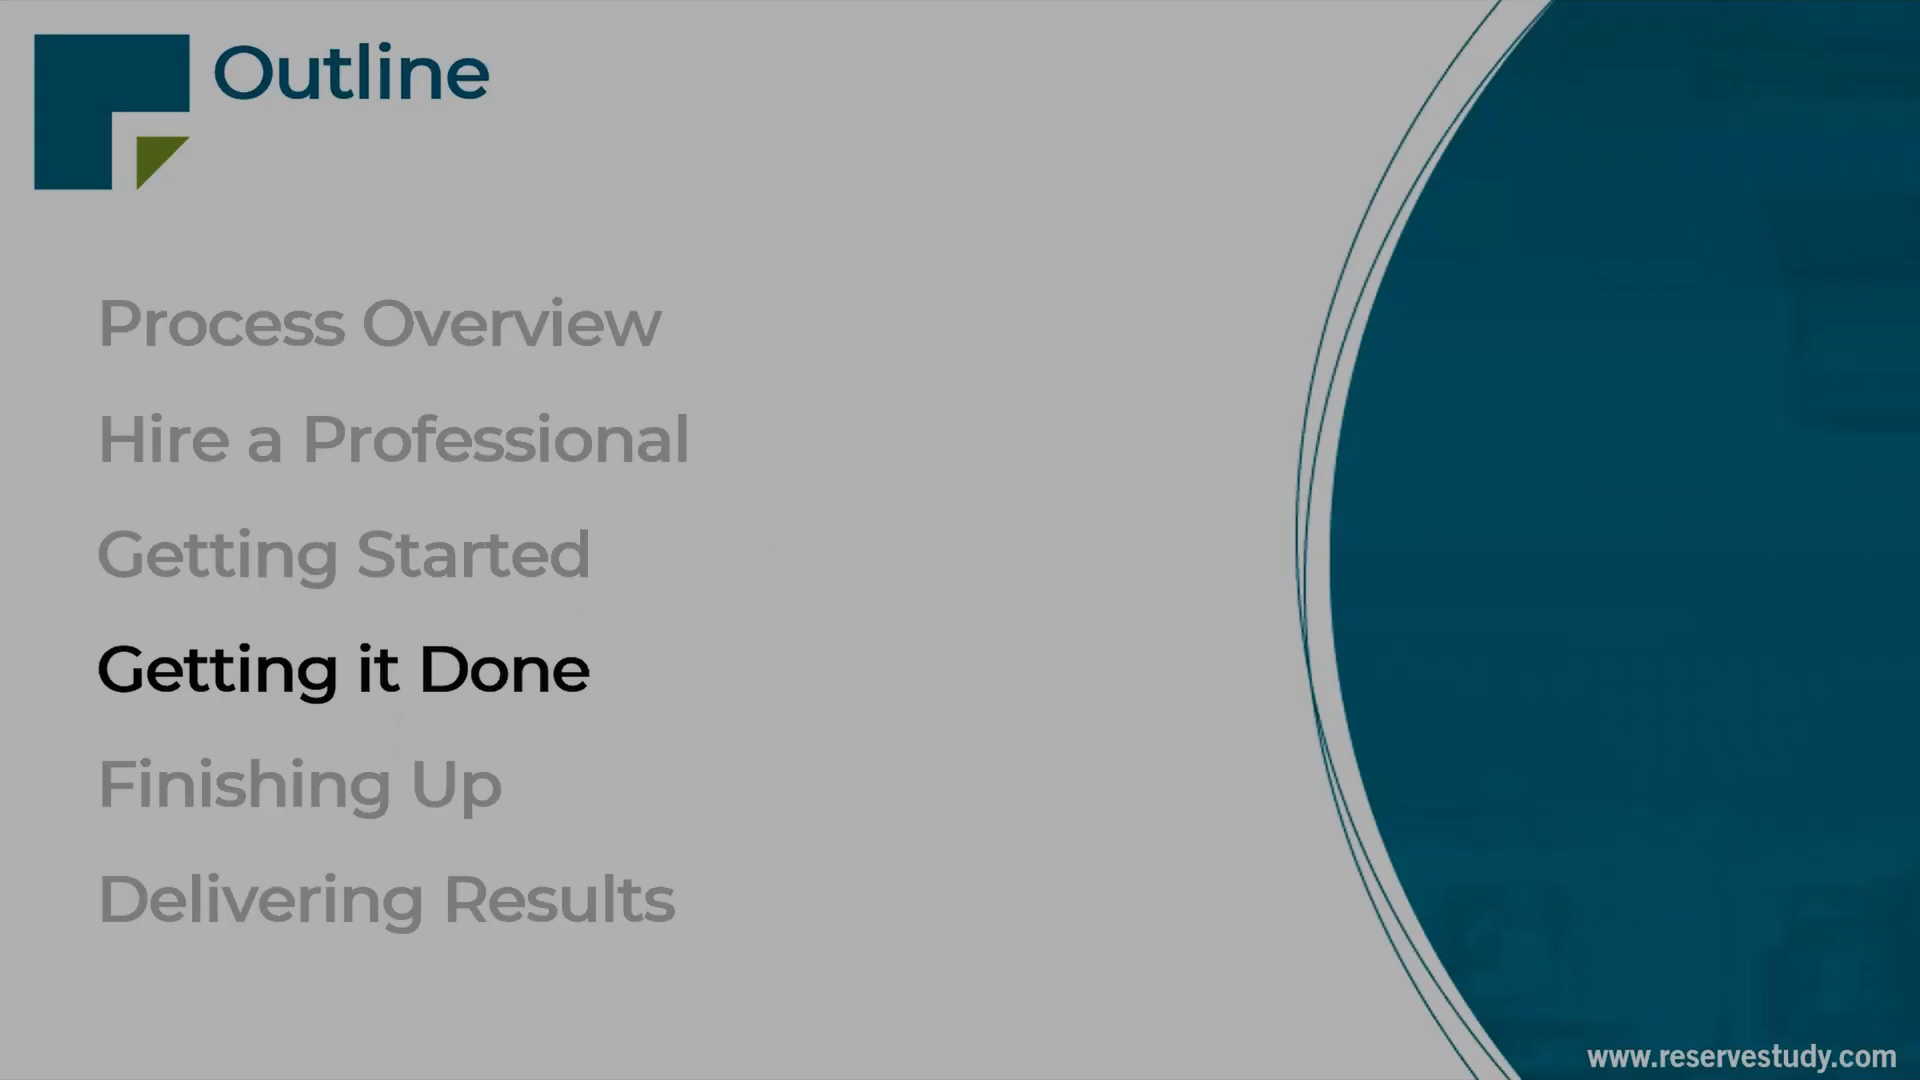 Outline
Process Overview
Hire a Professional
Getting Started
Getting it Done
Finishing Up
Delivering Results
www.reservestudy.com